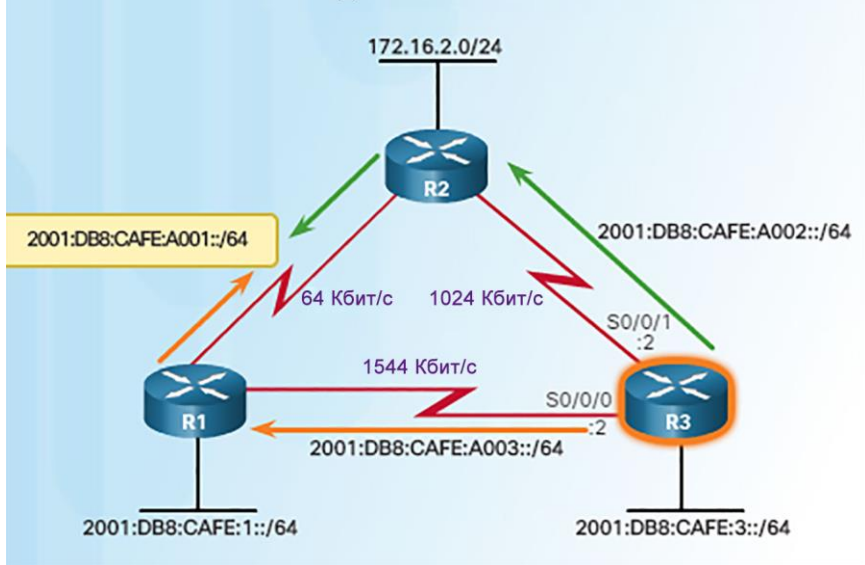 172.16.2.0/24
R2
2001:DB8:CAFE:A001::/64
2001:DB8:CAFE:A002::/64
64 Кбит/с
1024 Кбит/с
S0/0/1
:2
1544 Кбит/с
S0/0/0
R1
R3
:2
2001:DB8:CAFE:A003::/64
2001:DB8:CAFE:1::/64
2001:DB8:CAFE:3::/64